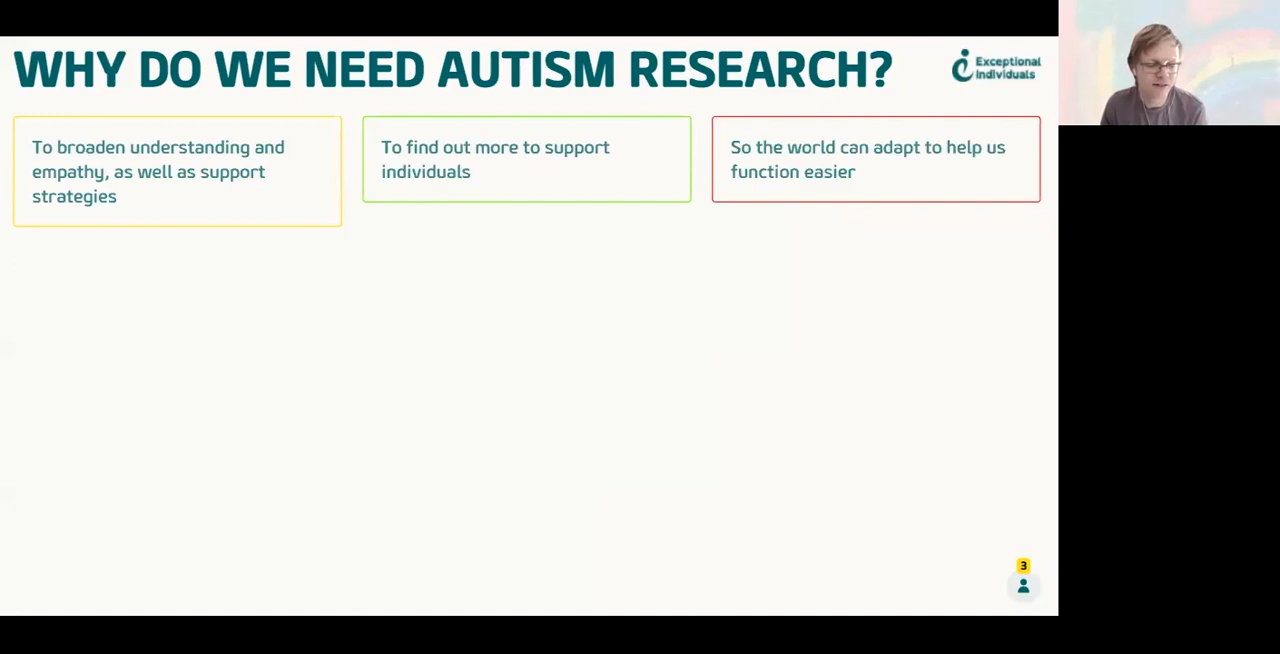 WHY DO WE NEED AUTISM RESEARCH?
Exceptional
Individuals
To broaden understanding and
empathy, as well as support
strategies
To find out more to support
individuals
So the world can adapt to help us
function easier
3